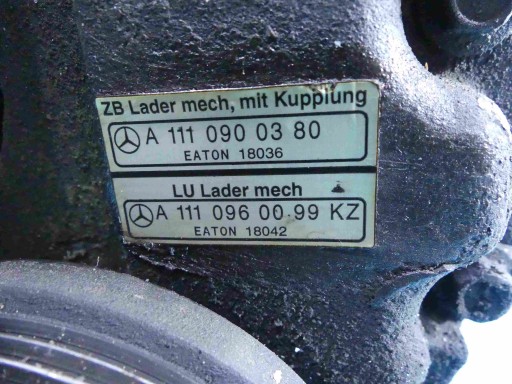 ZB Lader mech, mit Kupplung
A 111 090 03 80
EATON 18036
LU Lader mech
A 111 096 00.99 KZ
EATON 18042